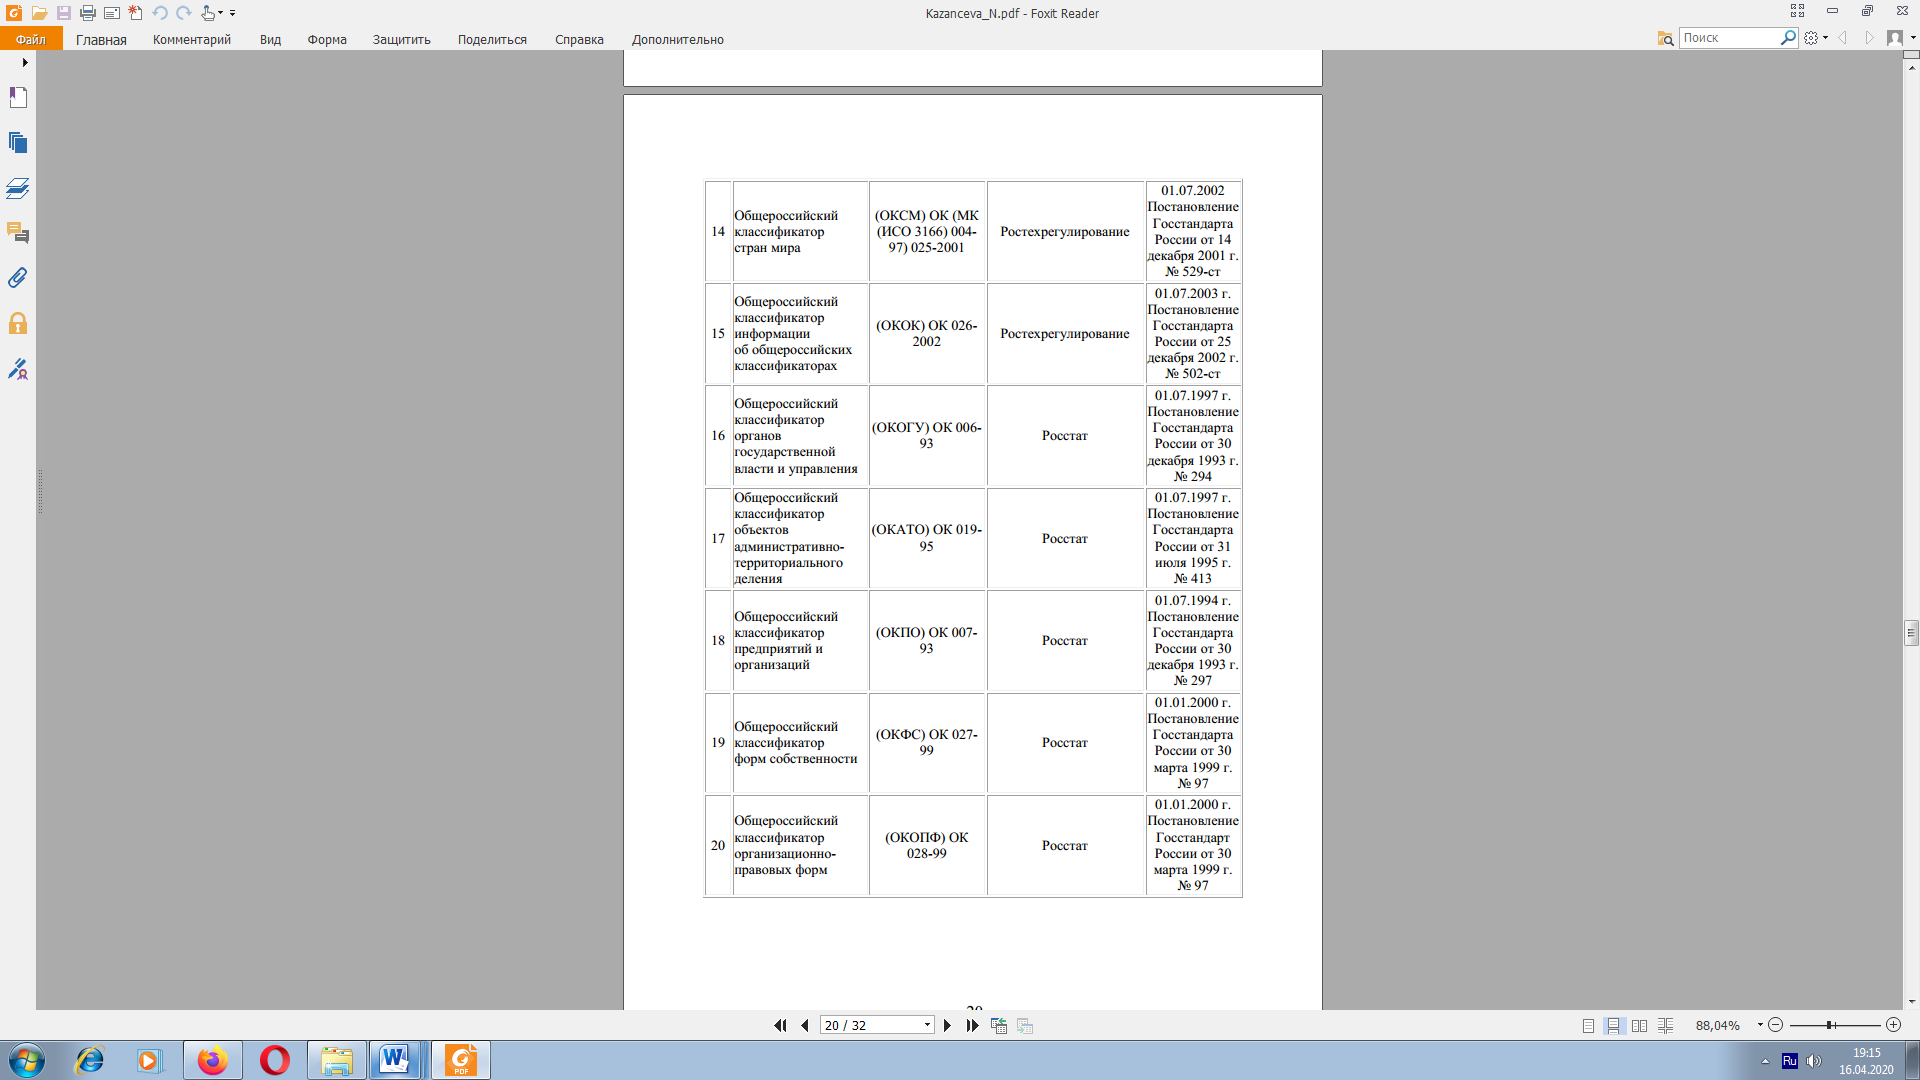 Kazanceva_N.pdf - Foxit Reader
Файл
Главная
Комментарий
Вид
Форма
Защитить
Поделиться
Справка
Дополнительно
Поиск
14
Общероссийский
классификатор
стран мира
(ОКСМ) ОК (МК
(ИСО 3166) 004-
97) 025-2001
Ростехрегулирование
01.07.2002
Постановление
Госстандарта
России от 14
декабря 2001 г.
№ 529-ст
15
Общероссийский
классификатор
информации
об общероссийских
классификаторах
(ОКОК) ОК 026-
2002
Ростехрегулирование
01.07.2003 г.
Постановление
Госстандарта
России от 25
декабря 2002 г.
№ 502-ст
16
Общероссийский
классификатор
органов
государственной
власти и управления
(ОКОГУ) ОК 006-
93
Росстат
01.07.1997 г.
Постановление
Госстандарта
России от 30
декабря 1993 г.
№ 294
17
Общероссийский
классификатор
объектов
административно-
территориального
деления
(ОКАТО) ОК 019-
95
Росстат
01.07.1997 г.
Постановление
Госстандарта
России от 31
июля 1995 г.
№ 413
18
Общероссийский
классификатор
предприятий и
организаций
(ОКПО) ОК 007-
93
Росстат
01.07.1994 г.
Постановление
Госстандарта
России от 30
декабря 1993 г.
№ 297
19
Общероссийский
классификатор
форм собственности
(ОКФС) ОК 027-
99
Росстат
01.01.2000 г.
Постановление
Госстандарта
России от 30
марта 1999 г.
№ 97
20
Общероссийский
классификатор
организационно-
правовых форм
(ОКОПФ) ОК
028-99
Росстат
01.01.2000 г.
Постановление
Госстандарт
России от 30
марта 1999 г.
№ 97
20
20 / 32
88,04%
PDF
Ru
19:15
16.04.2020